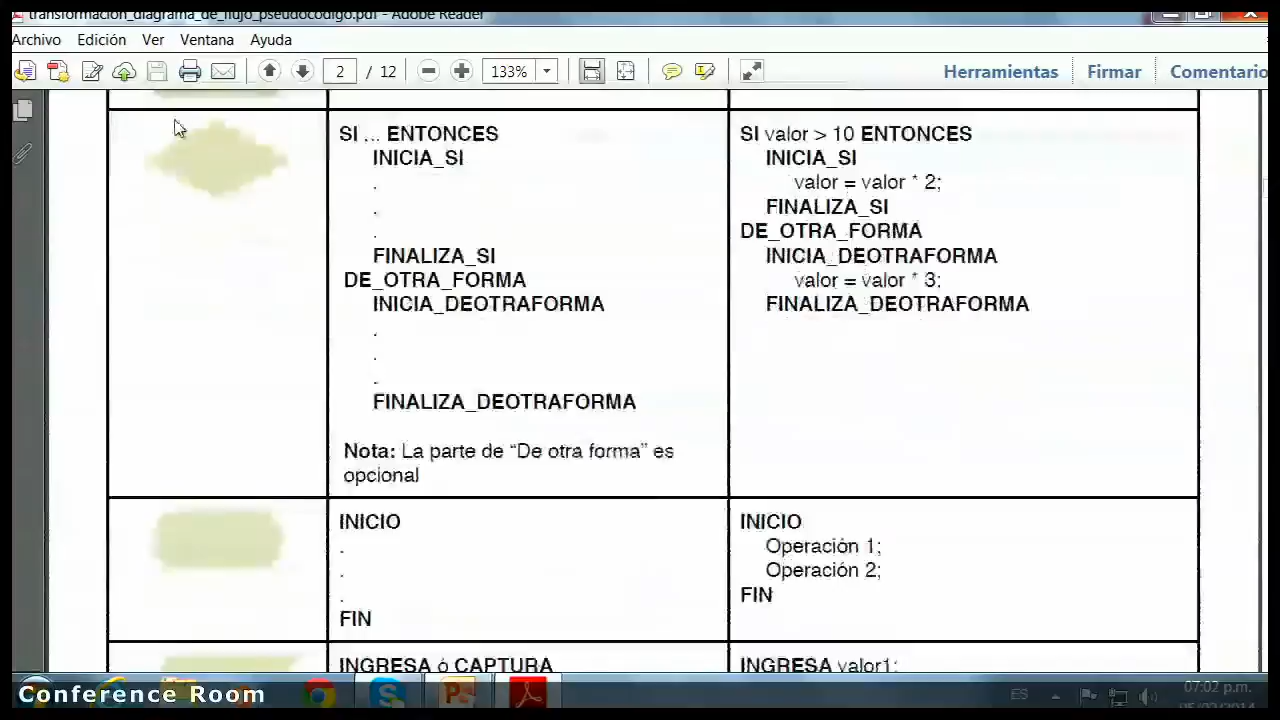 transformacion_diagrama_de_flujo_pseudocodigo.pdf - Adobe Reader
Archivo Edición Ver Ventana Ayuda
2 / 12 133% Herramientas Firmar Comentario
SI ... ENTONCES
INICIA_SI
.
.
.
FINALIZA_SI
DE_OTRA_FORMA
INICIA_DEOTRAFORMA
.
.
.
FINALIZA_DEOTRAFORMA
Nota: La parte de “De otra forma” es
opcional
SI valor > 10 ENTONCES
INICIA_SI
valor = valor * 2;
FINALIZA_SI
DE_OTRA_FORMA
INICIA_DEOTRAFORMA
valor = valor * 3;
FINALIZA_DEOTRAFORMA
INICIO
.
.
.
FIN
INICIO
Operación 1;
Operación 2;
FIN
INGRESA ó CAPTURA
INGRESA valor1;
Conference Room
ES
07:02 p.m.